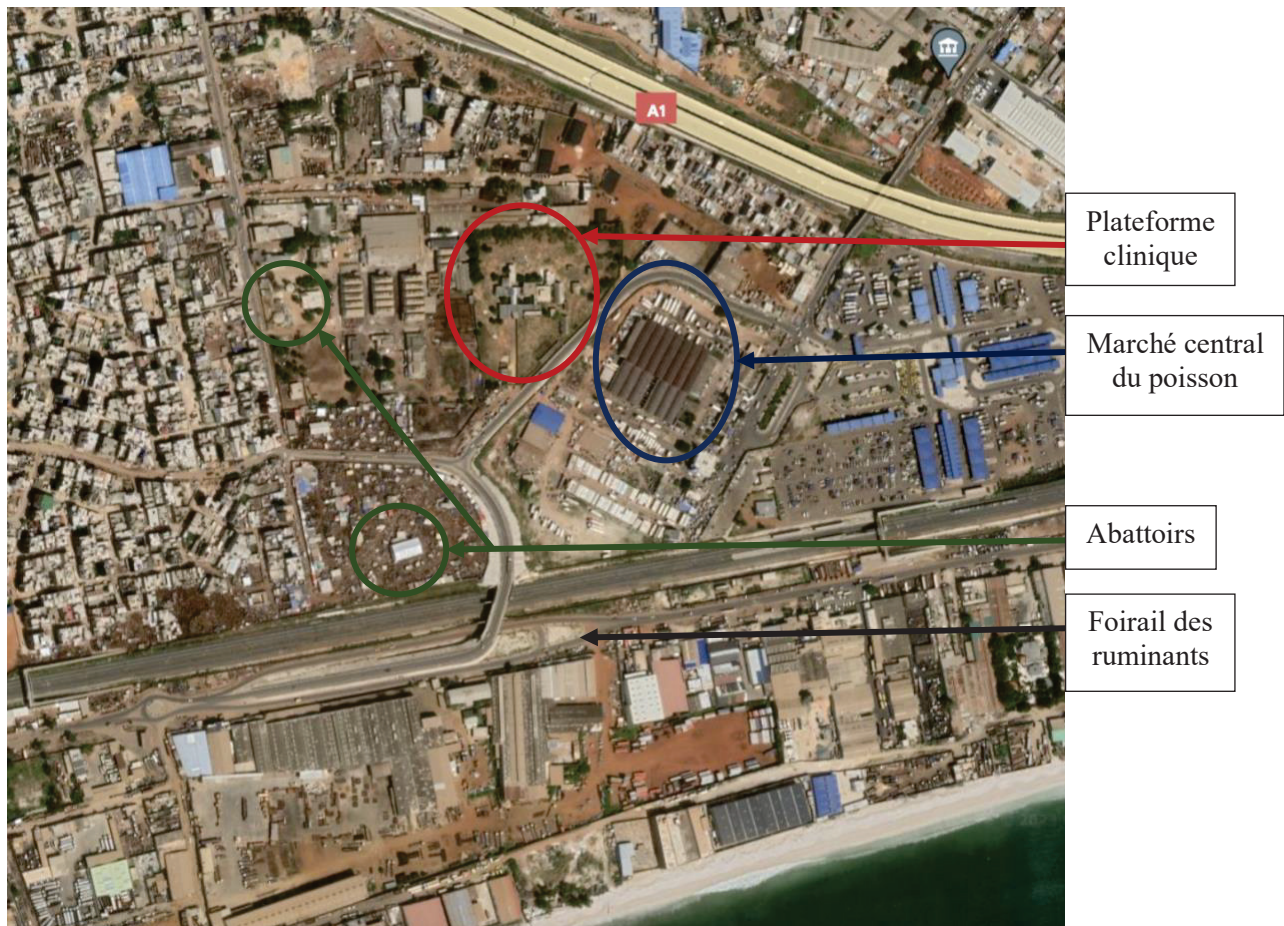 A1
Plateforme
clinique
Marché central
du poisson
Abattoirs
Foirail des
ruminants